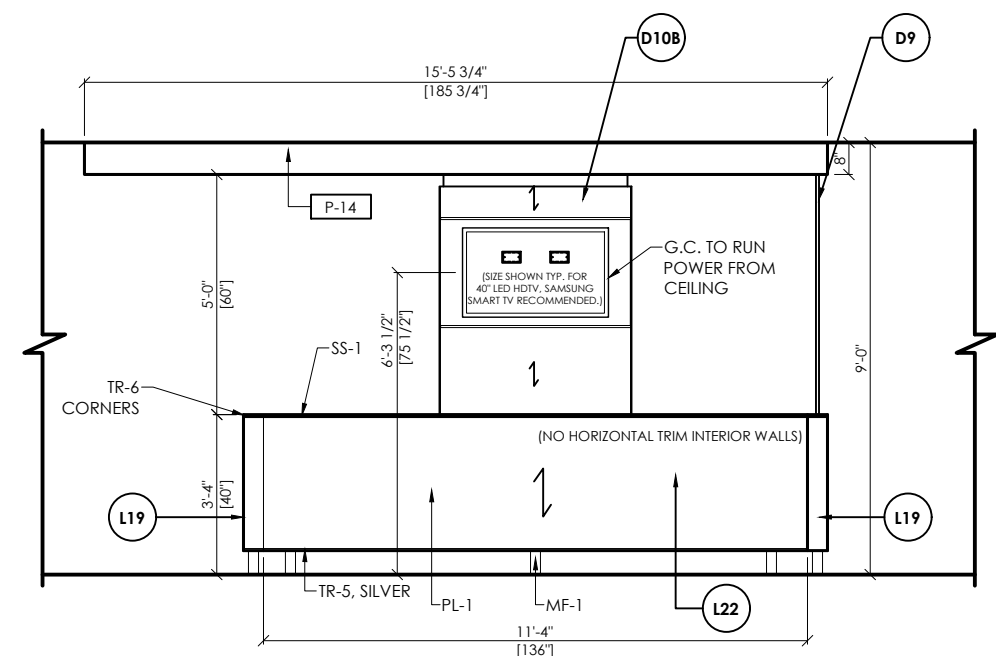 D10B
D9
15'-5 3/4"
[185 3/4"]
8"
P-14
G.C. TO RUN
POWER FROM
CEILING
(SIZE SHOWN TYP. FOR
40" LED HDTV, SAMSUNG
SMART TV RECOMMENDED.)
5'-0"
[60"]
6'-3 1/2"
[75 1/2"]
9'-0"
SS-1
TR-6
CORNERS
(NO HORIZONTAL TRIM INTERIOR WALLS)
3'-4"
[40"]
L19
L19
TR-5, SILVER
PL-1
MF-1
L22
11'-4"
[136"]